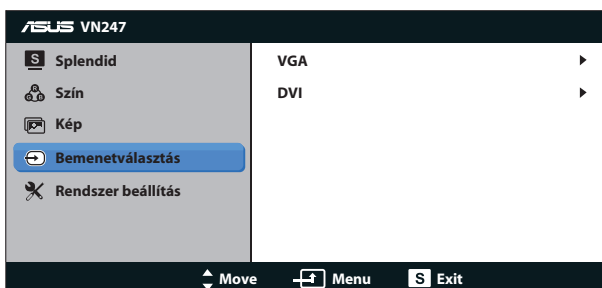 ASUS VN247
S Splendid
Szín
Kép
Bemenetválasztás
Rendszer beállítás
VGA
DVI
Move Menu S Exit